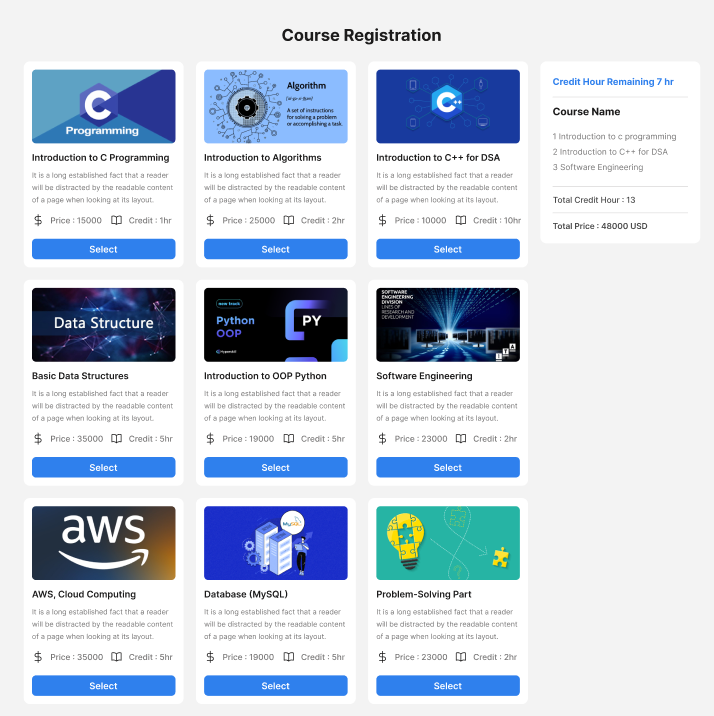 Course Registration
Programming
Introduction to C Programming
It is a long established fact that a reader
will be distracted by the readable content
of a page when looking at its layout.
Price : 15000 Credit : 1hr
Select
Algorithm
A set of instructions
for solving a problem
or accomplishing a task.
Introduction to Algorithms
It is a long established fact that a reader
will be distracted by the readable content
of a page when looking at its layout.
Price : 25000 Credit : 2hr
Select
C++
Introduction to C++ for DSA
It is a long established fact that a reader
will be distracted by the readable content
of a page when looking at its layout.
Price : 10000 Credit : 10hr
Select
Credit Hour Remaining 7 hr
Course Name
1 Introduction to c programming
2 Introduction to C++ for DSA
3 Software Engineering
Total Credit Hour : 13
Total Price : 48000 USD
Data Structure
Basic Data Structures
It is a long established fact that a reader
will be distracted by the readable content
of a page when looking at its layout.
Price : 35000 Credit : 5hr
Select
new track
Python
OOP
PY
Hyperskill
Introduction to OOP Python
It is a long established fact that a reader
will be distracted by the readable content
of a page when looking at its layout.
Price : 19000 Credit : 5hr
Select
SOFTWARE
ENGINEERING
DIVISION
LINES OF
RESEARCH AND
DEVELOPMENT
Software Engineering
It is a long established fact that a reader
will be distracted by the readable content
of a page when looking at its layout.
Price : 23000 Credit : 2hr
Select
aws
AWS, Cloud Computing
It is a long established fact that a reader
will be distracted by the readable content
of a page when looking at its layout.
Price : 35000 Credit : 5hr
Select
MySQL
Database (MySQL)
It is a long established fact that a reader
will be distracted by the readable content
of a page when looking at its layout.
Price : 19000 Credit : 5hr
Select
Problem-Solving Part
It is a long established fact that a reader
will be distracted by the readable content
of a page when looking at its layout.
Price : 23000 Credit : 2hr
Select